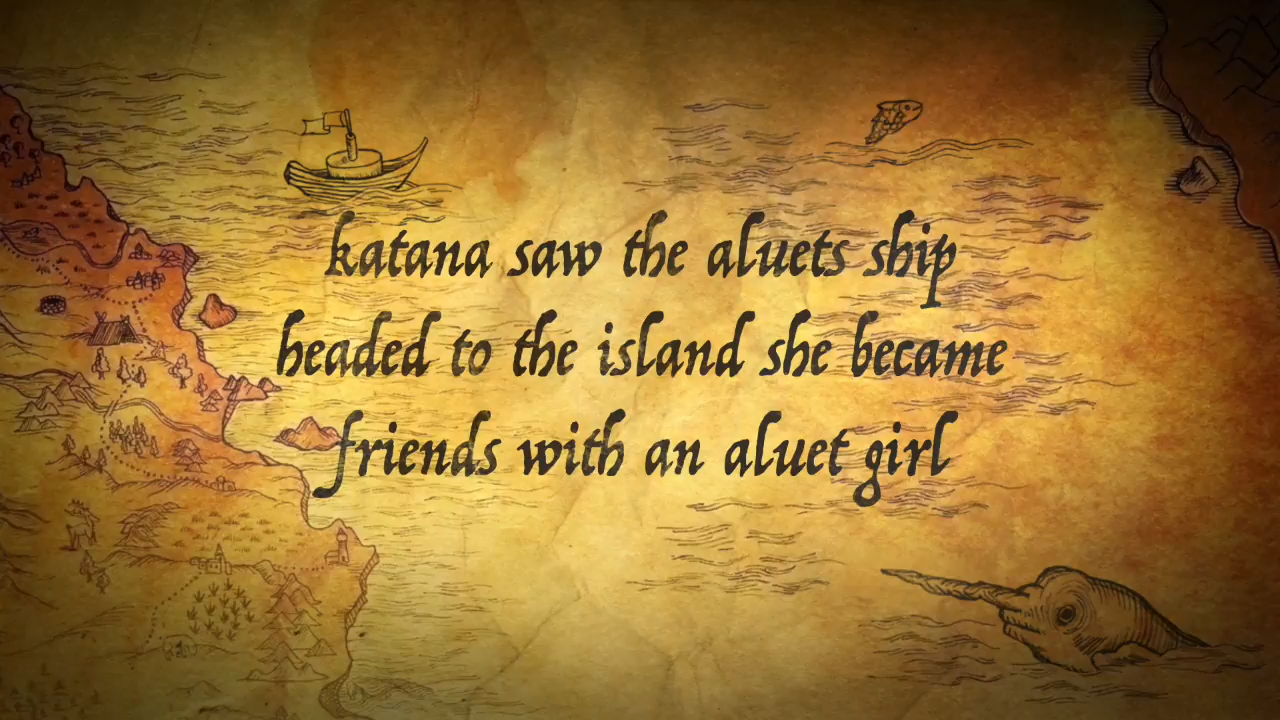 katana saw the aluets ship
headed to the island she became
friends with an aluet girl